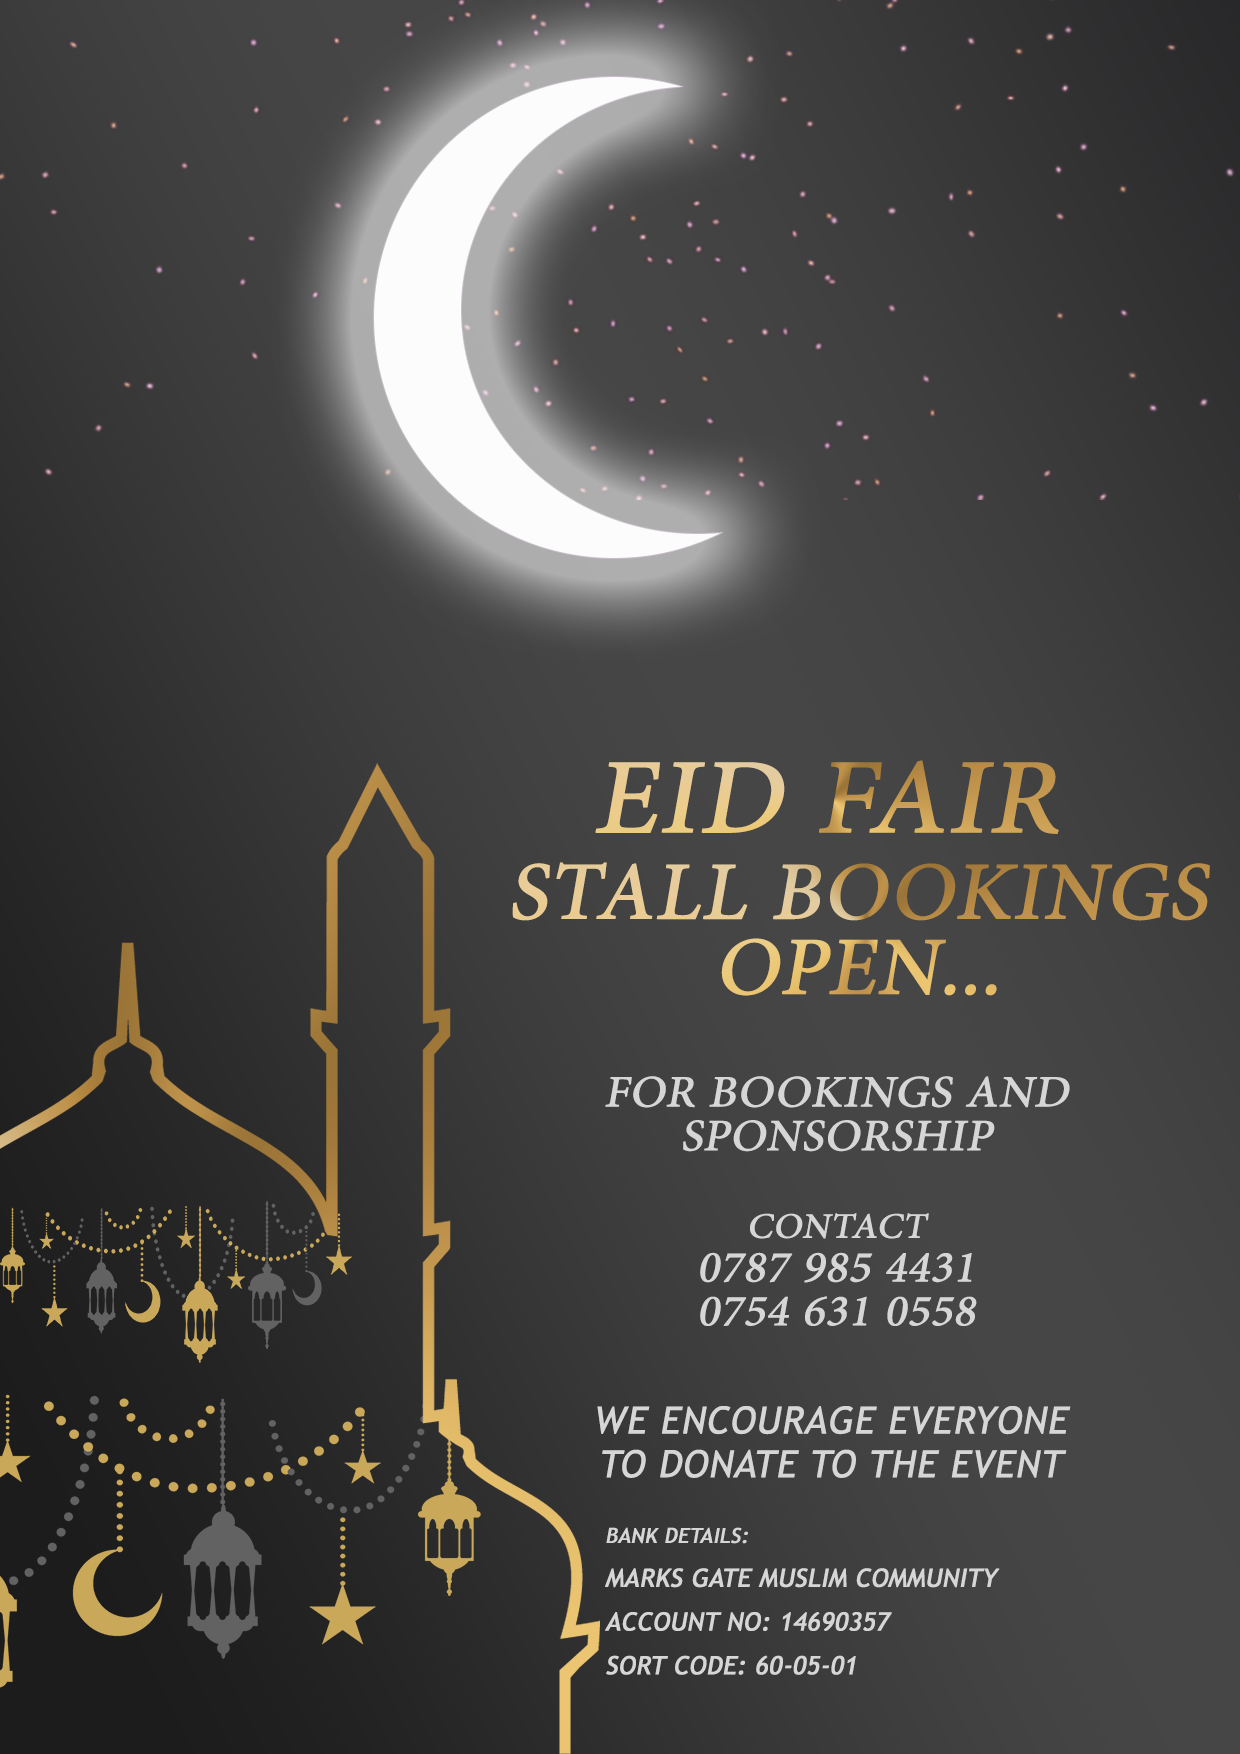 EID FAIR
STALL BOOKINGS
OPEN...
FOR BOOKINGS AND
SPONSORSHIP
CONTACT
0787 985 4431
0754 631 0558
WE ENCOURAGE EVERYONE
TO DONATE TO THE EVENT
BANK DETAILS:
MARKS GATE MUSLIM COMMUNITY
ACCOUNT NO: 14690357
SORT CODE: 60-05-01